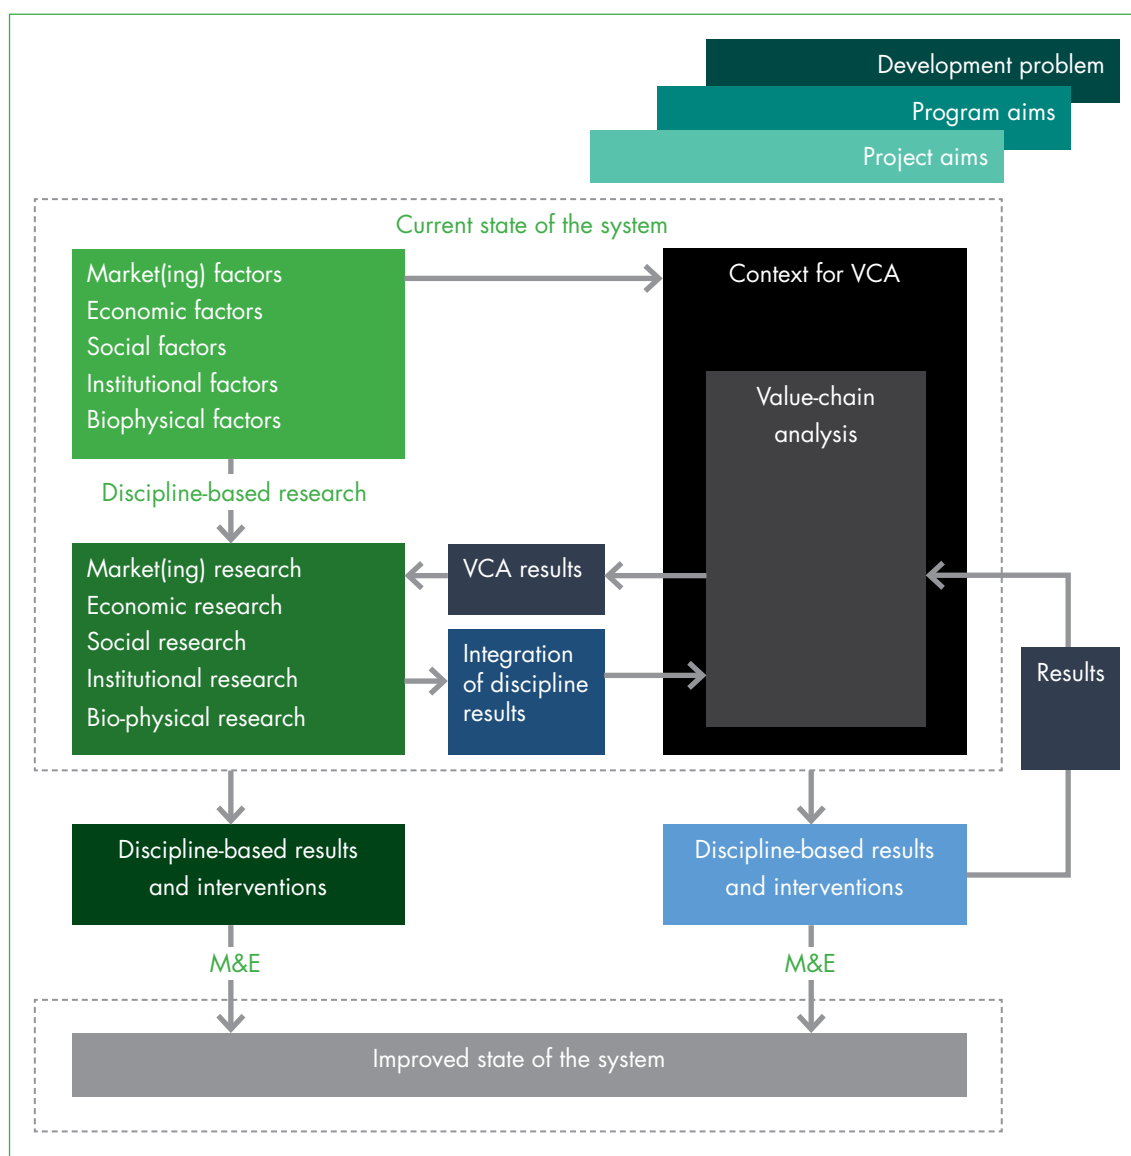 Development problem
Program aims
Project aims
Current state of the system
Market(ing) factors
Economic factors
Social factors
Institutional factors
Biophysical factors
Context for VCA
Value-chain
analysis
Discipline-based research
Market(ing) research
Economic research
Social research
Institutional research
Bio-physical research
VCA results
Integration
of discipline
results
Results
Discipline-based results
and interventions
Discipline-based results
and interventions
M&E
M&E
Improved state of the system